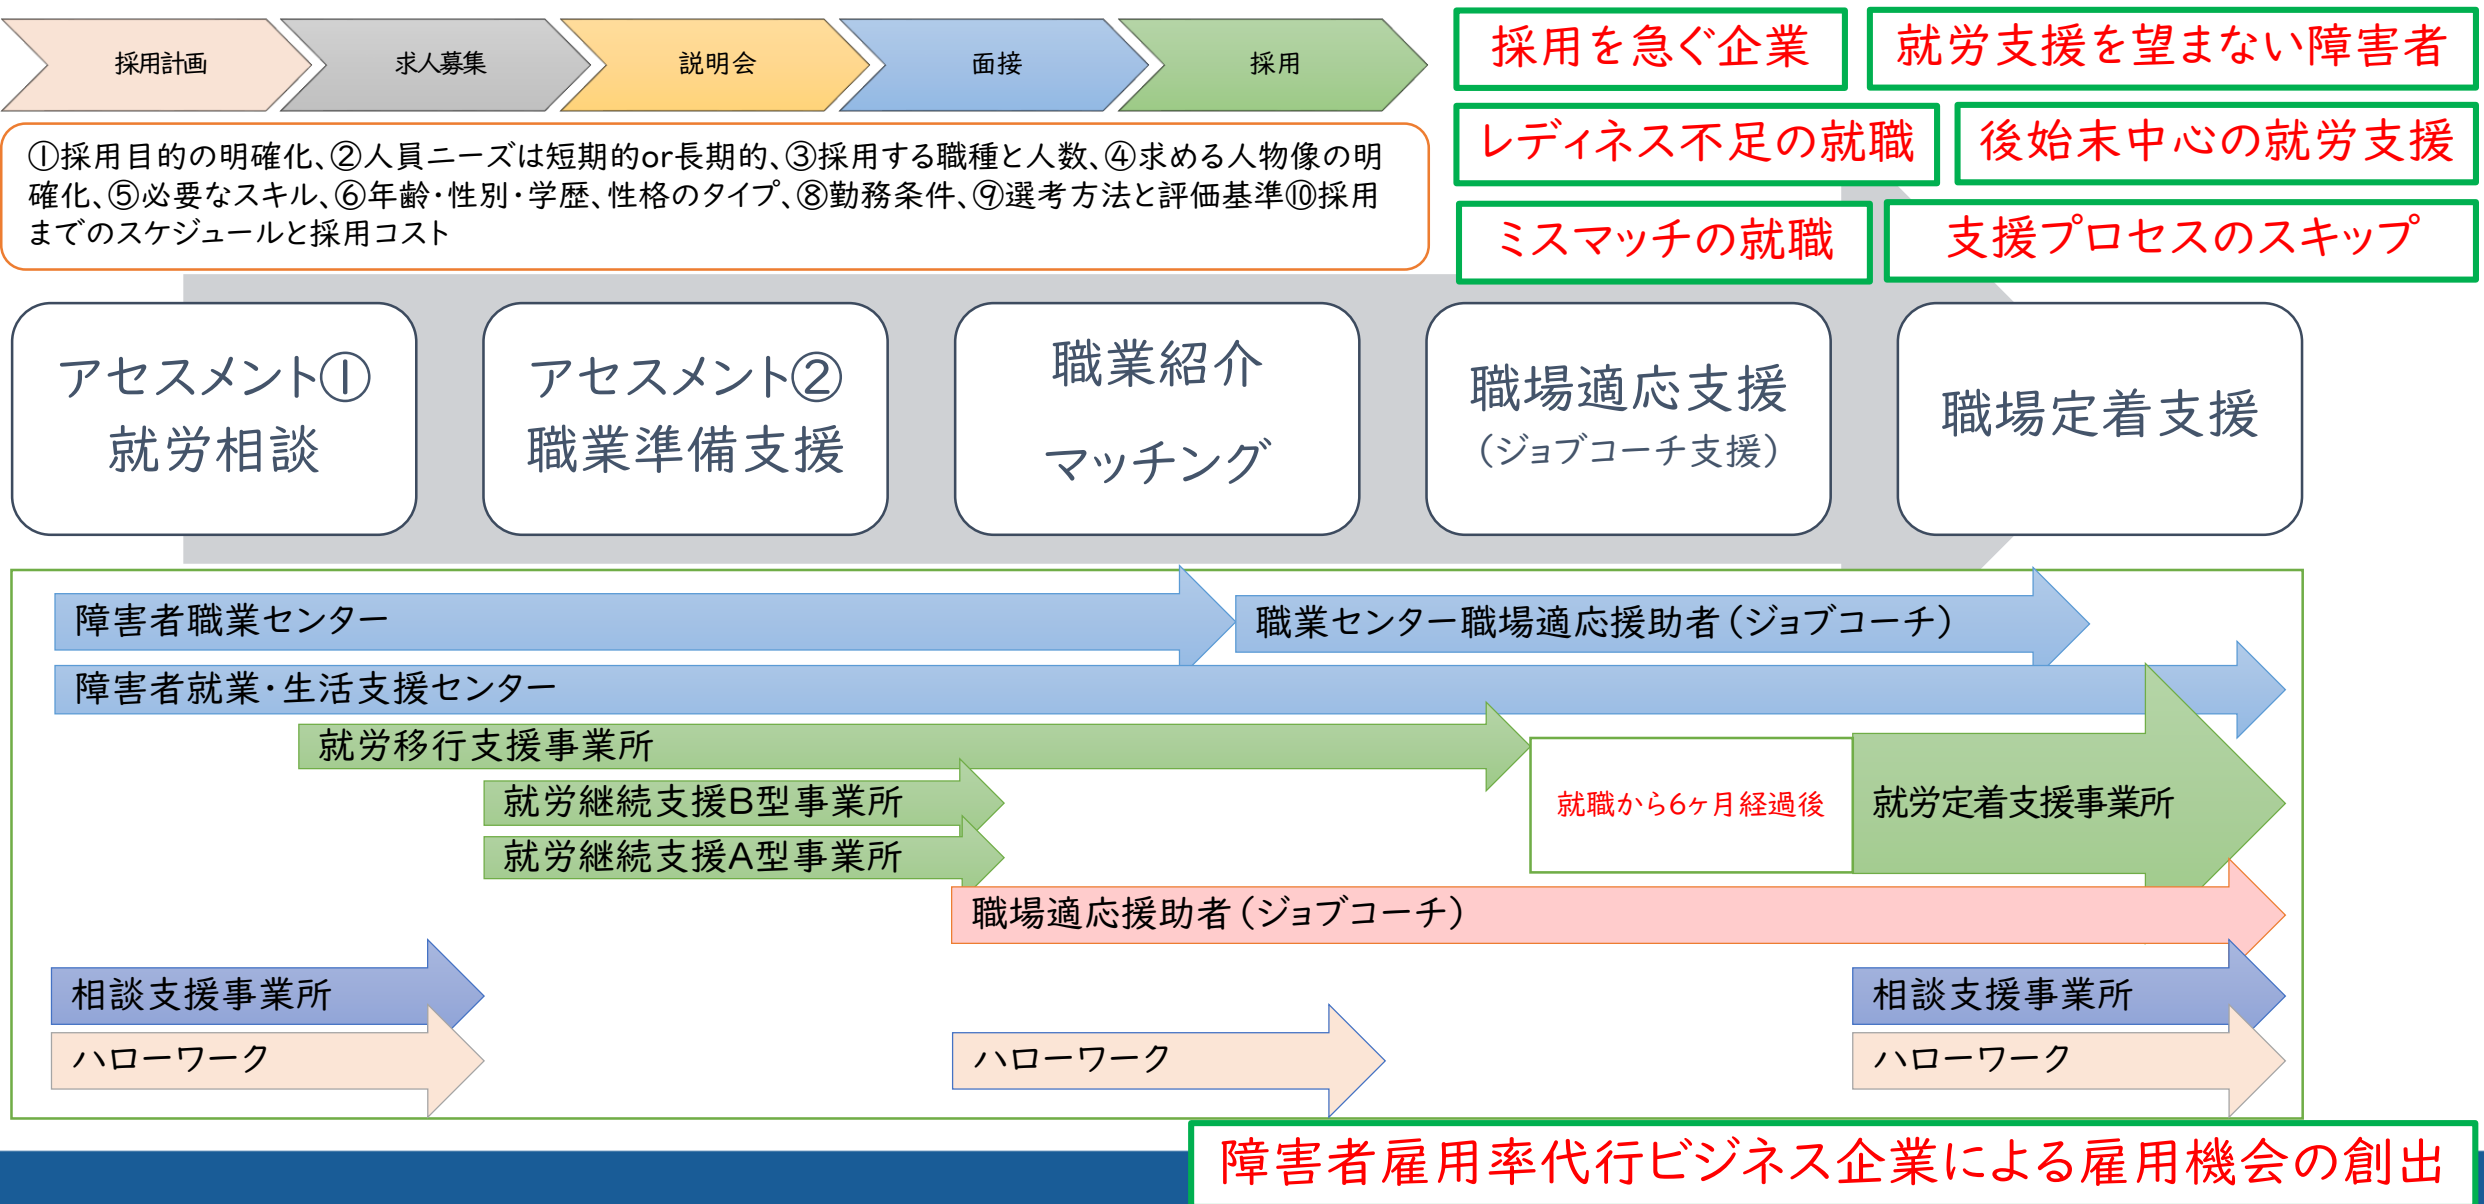 採用計画
求人募集
説明会
面接
採用
採用を急ぐ企業
就労支援を望まない障害者
レディネス不足の就職
後始末中心の就労支援
ミスマッチの就職
支援プロセスのスキップ
①採用目的の明確化、②人員ニーズは短期的or長期的、③採用する職種と人数、④求める人物像の明
確化、⑤必要なスキル、⑥年齢・性別・学歴、性格のタイプ、⑧勤務条件、⑨選考方法と評価基準⑩採用
までのスケジュールと採用コスト
アセスメント①
就労相談
アセスメント②
職業準備支援
職業紹介
マッチング
職場適応支援
（ジョブコーチ支援）
職場定着支援
障害者職業センター
職業センター職場適応援助者（ジョブコーチ）
障害者就業・生活支援センター
就労移行支援事業所
就労継続支援B型事業所
就労継続支援A型事業所
就職から6ヶ月経過後
就労定着支援事業所
職場適応援助者（ジョブコーチ）
相談支援事業所
相談支援事業所
ハローワーク
ハローワーク
ハローワーク
障害者雇用率代行ビジネス企業による雇用機会の創出